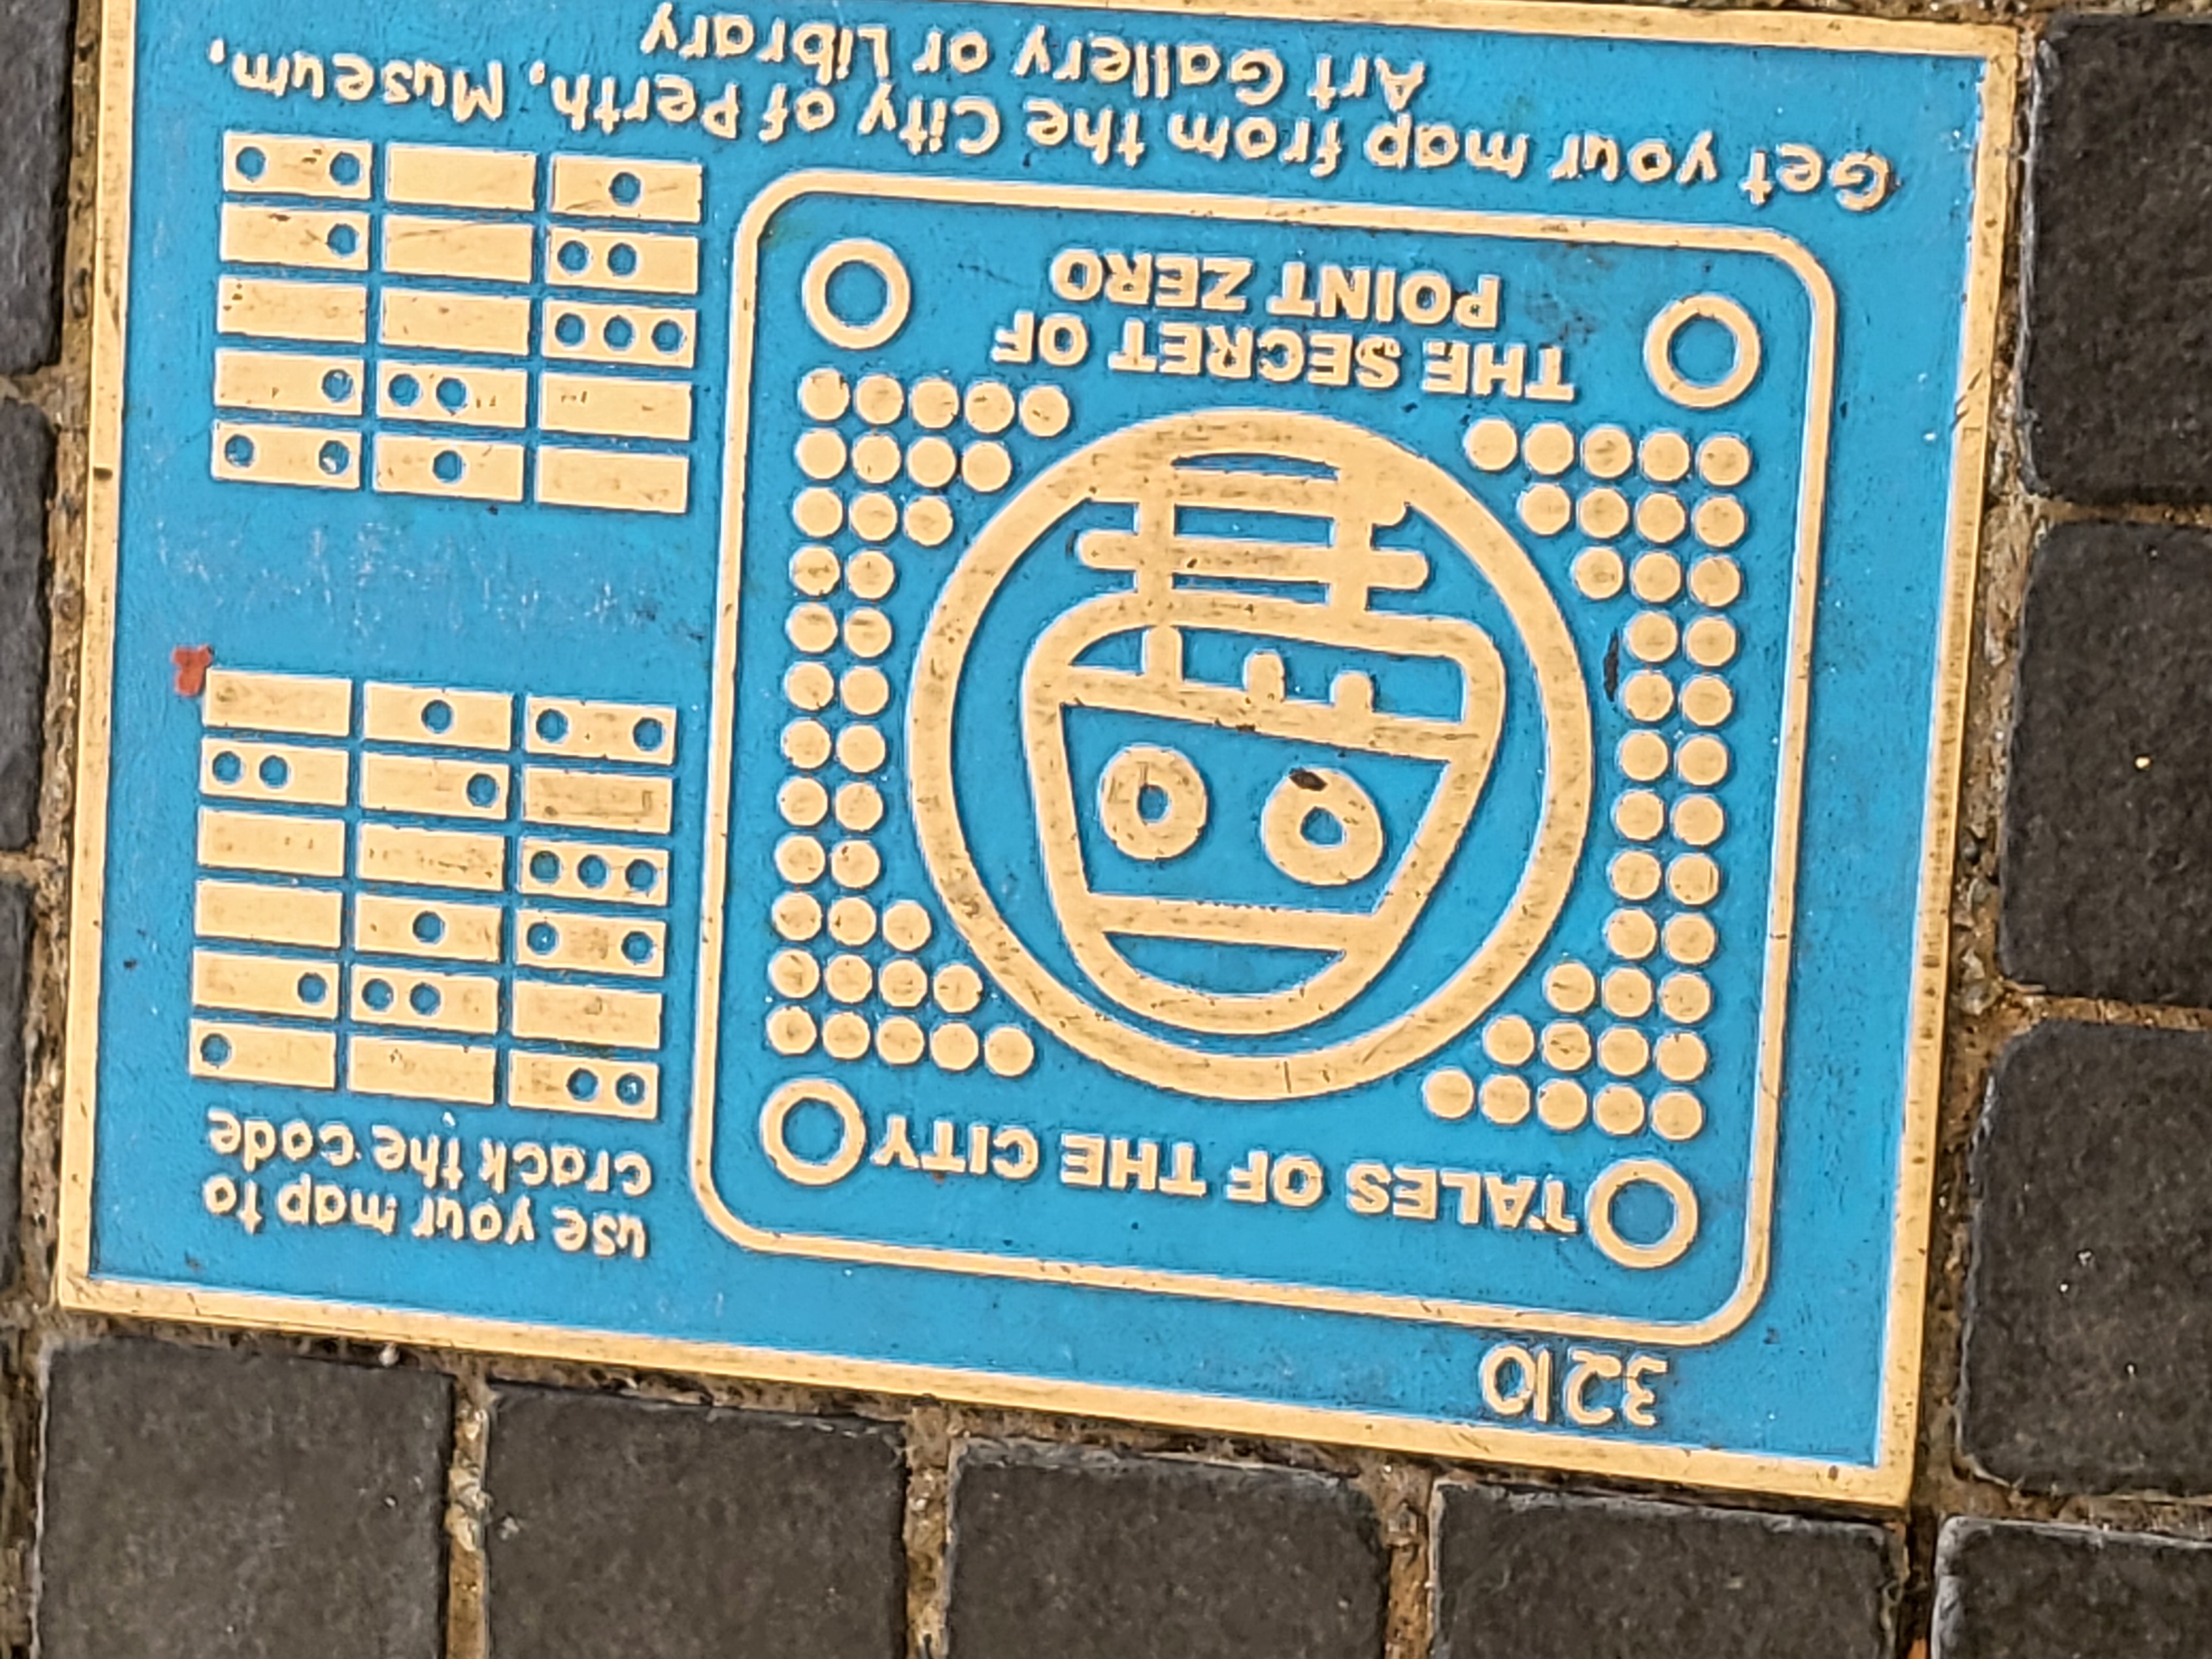 3210
TALES OF THE CITY
THE SECRET OF
POINT ZERO
use your map to
crack the code
Get your map from the City of Perth, Museum,
Art Gallery or Library